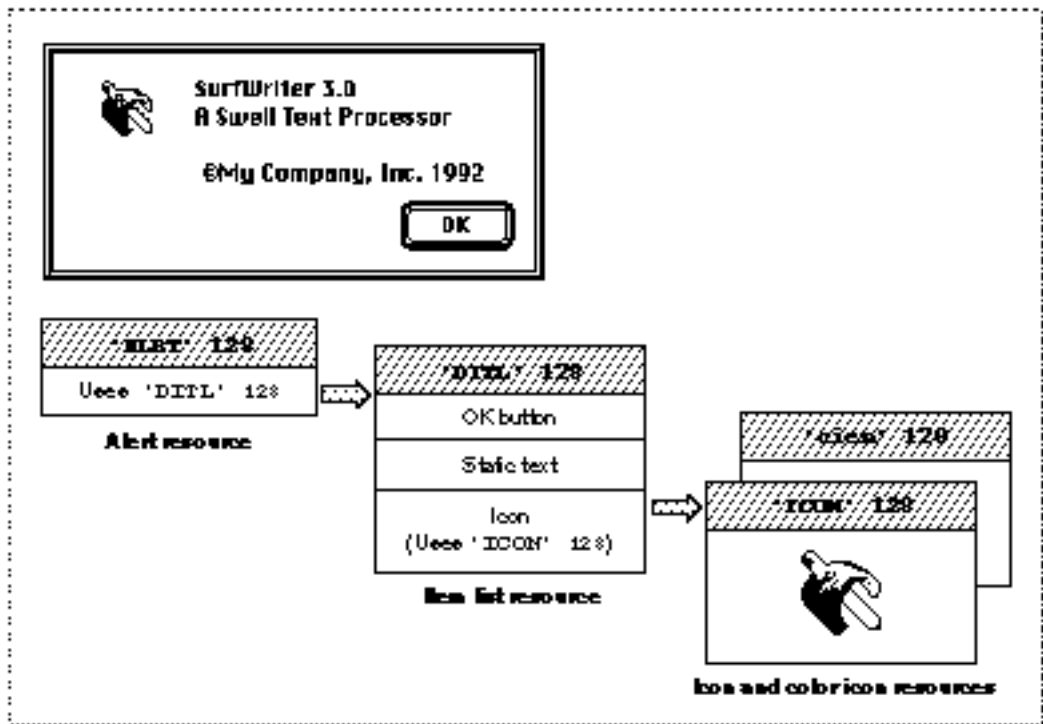 SurfWriter 3.0
A Swell Text Processor
©My Company, Inc. 1992
OK
'ALRT' 128
Uses 'DITL' 128
Alert resource
'DITL' 128
OK button
Static text
Icon
(Uses 'ICON' 128)
Item list resource
'cicn' 128
'ICON' 128
Icon and color icon resources